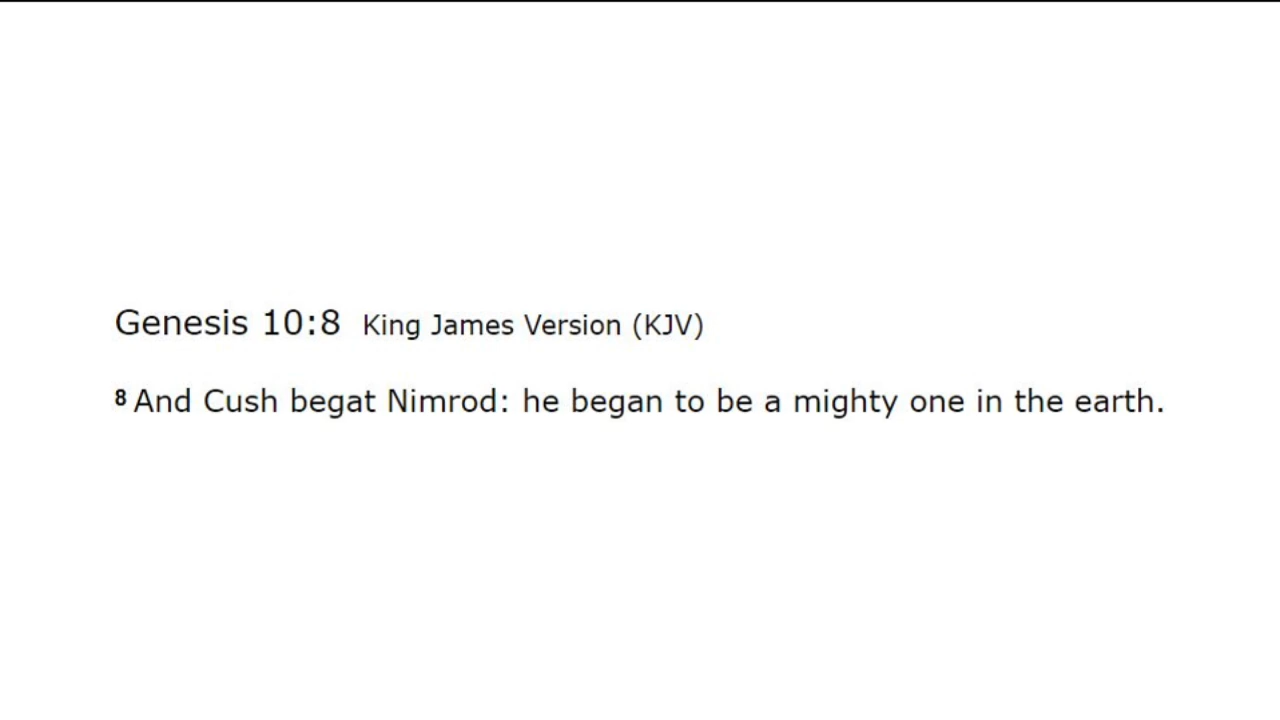 Genesis 10:8 King James Version (KJV)
8 And Cush begat Nimrod: he began to be a mighty one in the earth.